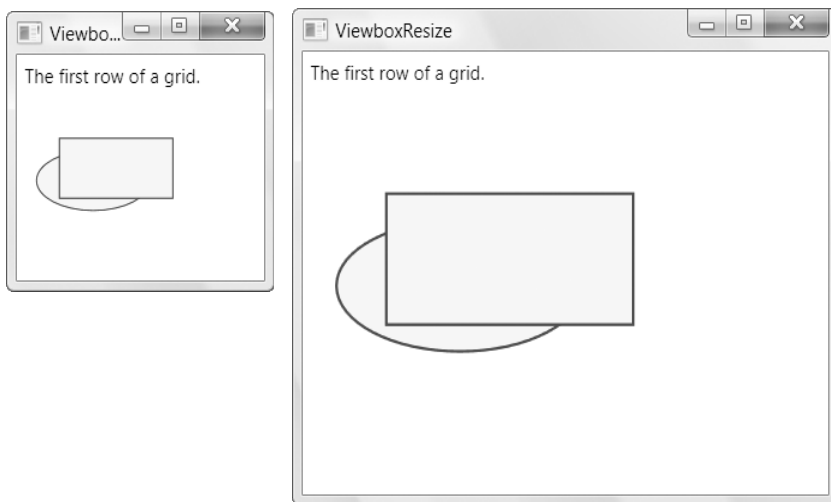 Viewbo...
The first row of a grid.
ViewboxResize
The first row of a grid.